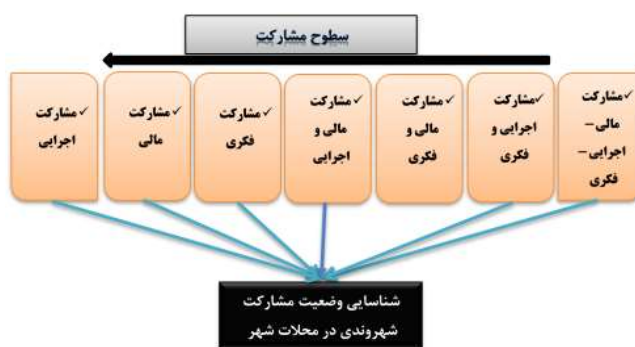 سطوح مشارکت
✓مشارکت
مالی–
اجرایی–
فکری
✓مشارکت
اجرایی و
فکری
✓مشارکت
مالی و
فکری
✓مشارکت
مالی و
اجرایی
✓مشارکت
فکری
✓مشارکت
مالی
✓مشارکت
اجرایی
شناسایی وضعیت مشارکت
شهروندی در محلات شهر